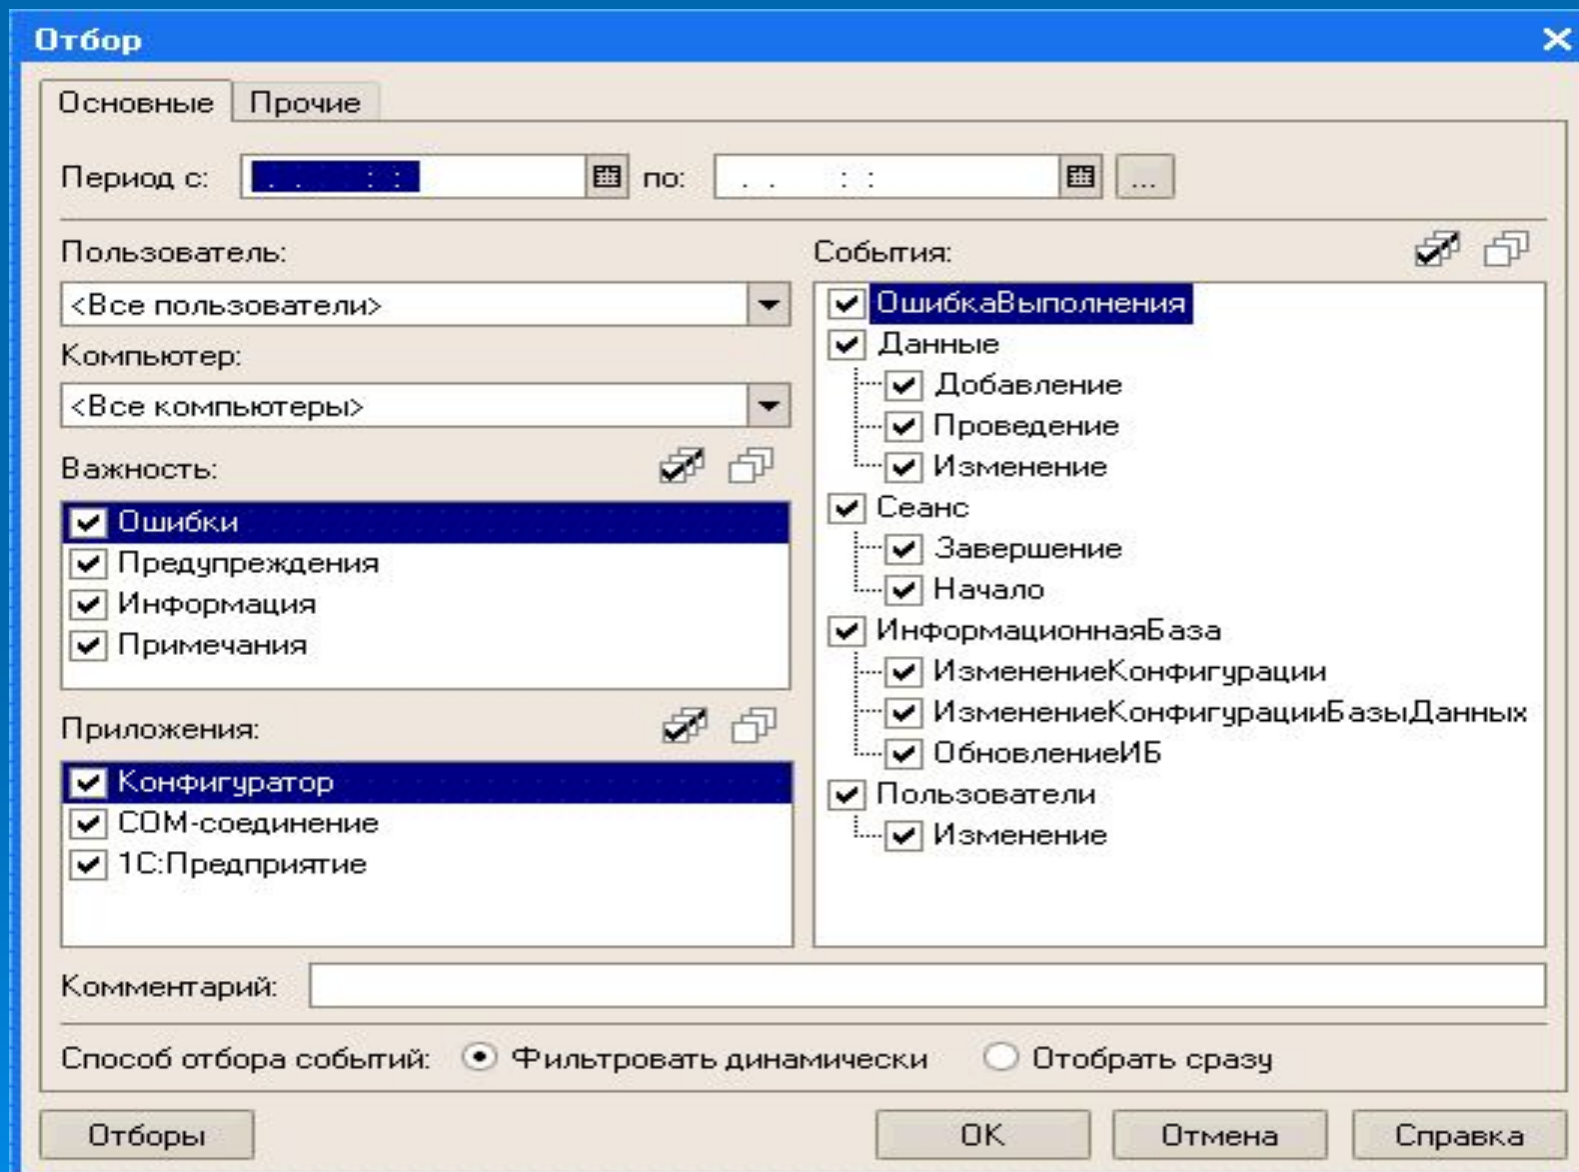 Отбор
Основные Прочие
Период с: . . : : по: . . : : ...
Пользователь:
<Все пользователи>
Компьютер:
<Все компьютеры>
Важность:
Ошибки
Предупреждения
Информация
Примечания
Приложения:
Конфигуратор
COM-соединение
1С:Предприятие
События:
ОшибкаВыполнения
Данные
Добавление
Проведение
Изменение
Сеанс
Завершение
Начало
ИнформационнаяБаза
ИзменениеКонфигурации
ИзменениеКонфигурацииБазыДанных
ОбновлениеИБ
Пользователи
Изменение
Комментарий:
Способ отбора событий: Фильтровать динамически Отобрать сразу
Отборы OK Отмена Справка